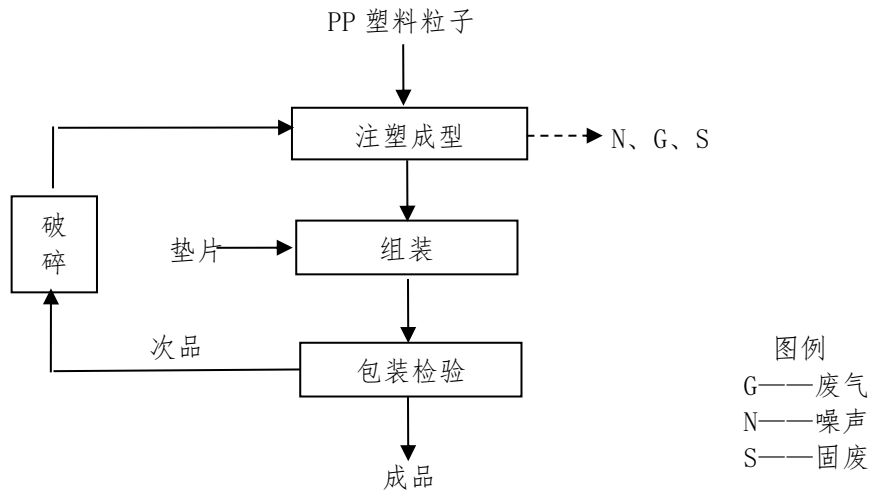 PP 塑料粒子
注塑成型
N、G、S
破
碎
垫片
组装
次品
包装检验
成品
图例
G——废气
N——噪声
S——固废